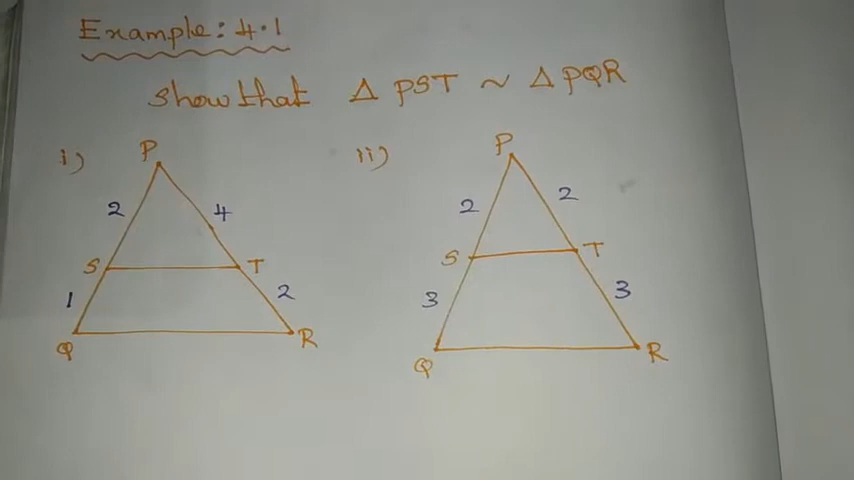 Example: 4.1
show that Δ PST ~ Δ PQR
i) P
2 4
S T
1 2
Q R
ii) P
2 2
S T
3 3
Q R